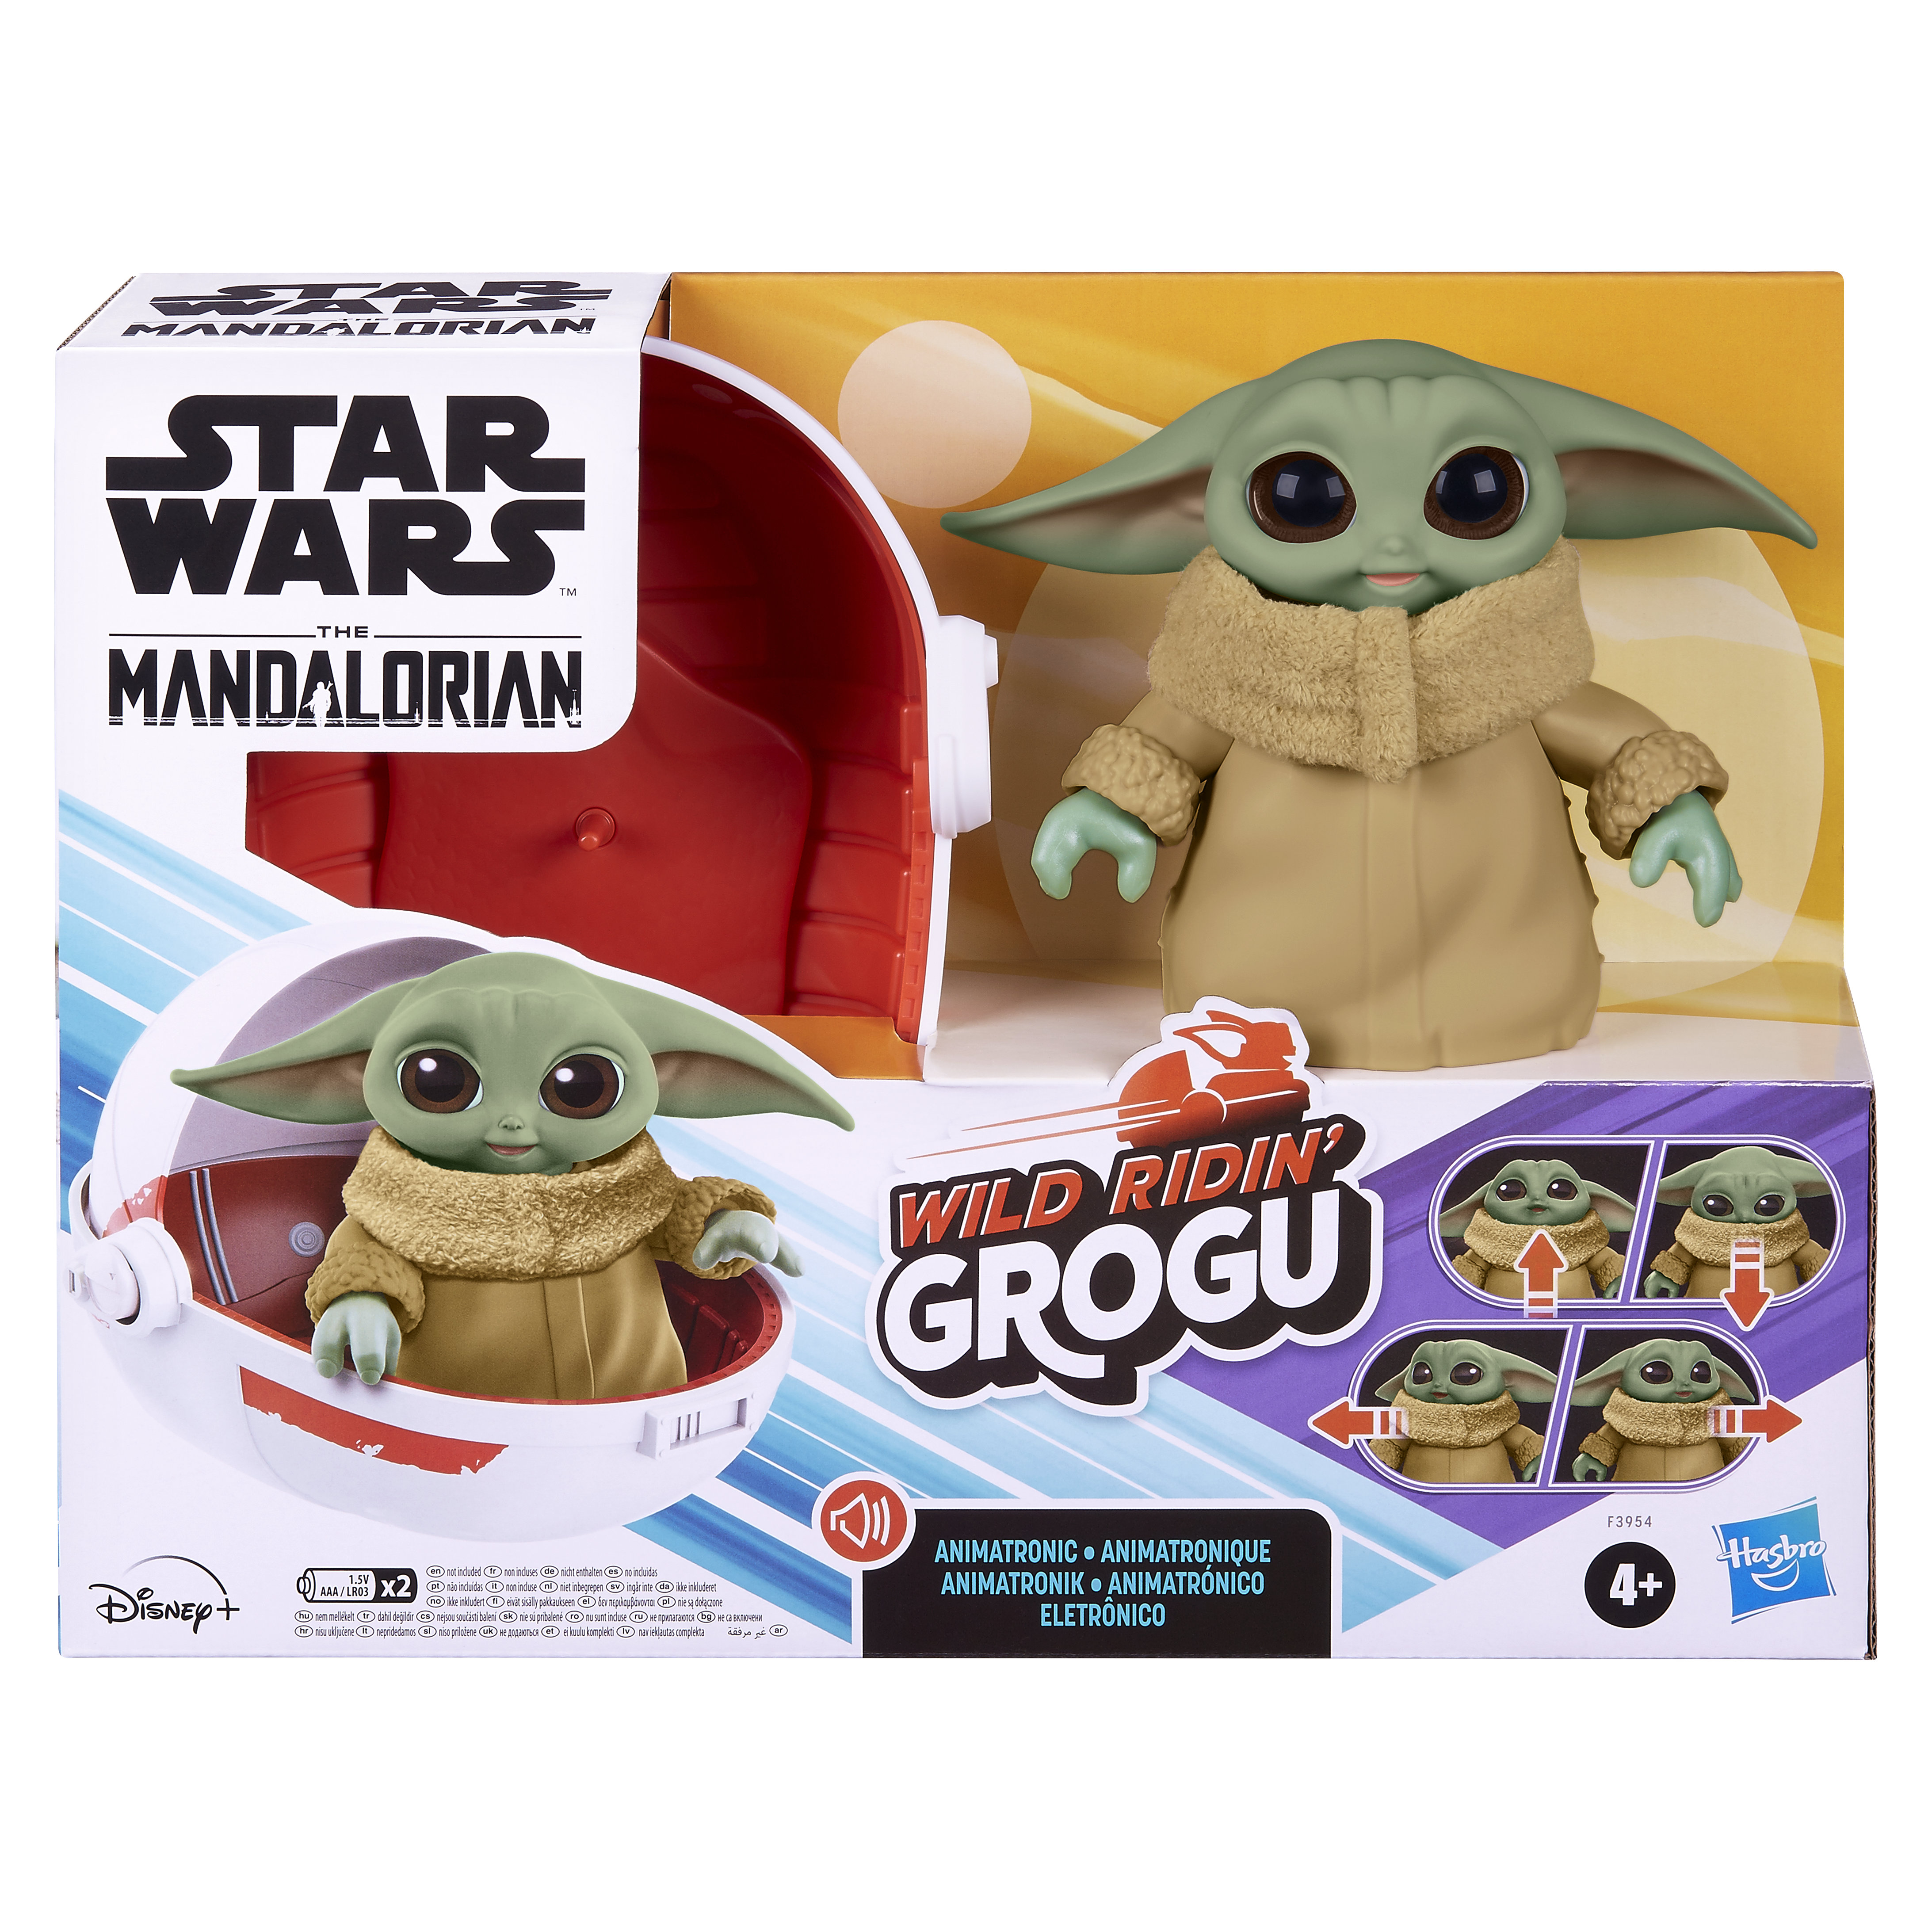 STAR
WARS™
THE
MANDALORIAN
STAR
WARS™
THE
MANDALORIAN
WILD RIDIN'
GROGU
ANIMATRONIC • ANIMATRONIQUE
ANIMATRONIK • ANIMATRÓNICO
ELETRÔNICO
F3954
4+
Hasbro
Disney+
1.5V
AAA / LR03
x2
en not included fr non incluses de nicht enthalten es no incluidas
pt não incluídas it non incluse nl niet inbegrepen sv ingår inte da ikke inkluderet
no ikke inkludert fi eivät sisälly pakkaukseen el δεν περιλαμβάνονται pl nie są dołączone
hu nem mellékelt tr dahil değildir cs nejsou součástí balení sk nie sú pribalené ro nu sunt incluse ru не прилагаются bg не са включени
hr nisu uključene lt nepridedamos sl niso priložene uk не додаються et ei kuulu komplekti lv nav iekļautas komplekta ar غير مرفقة